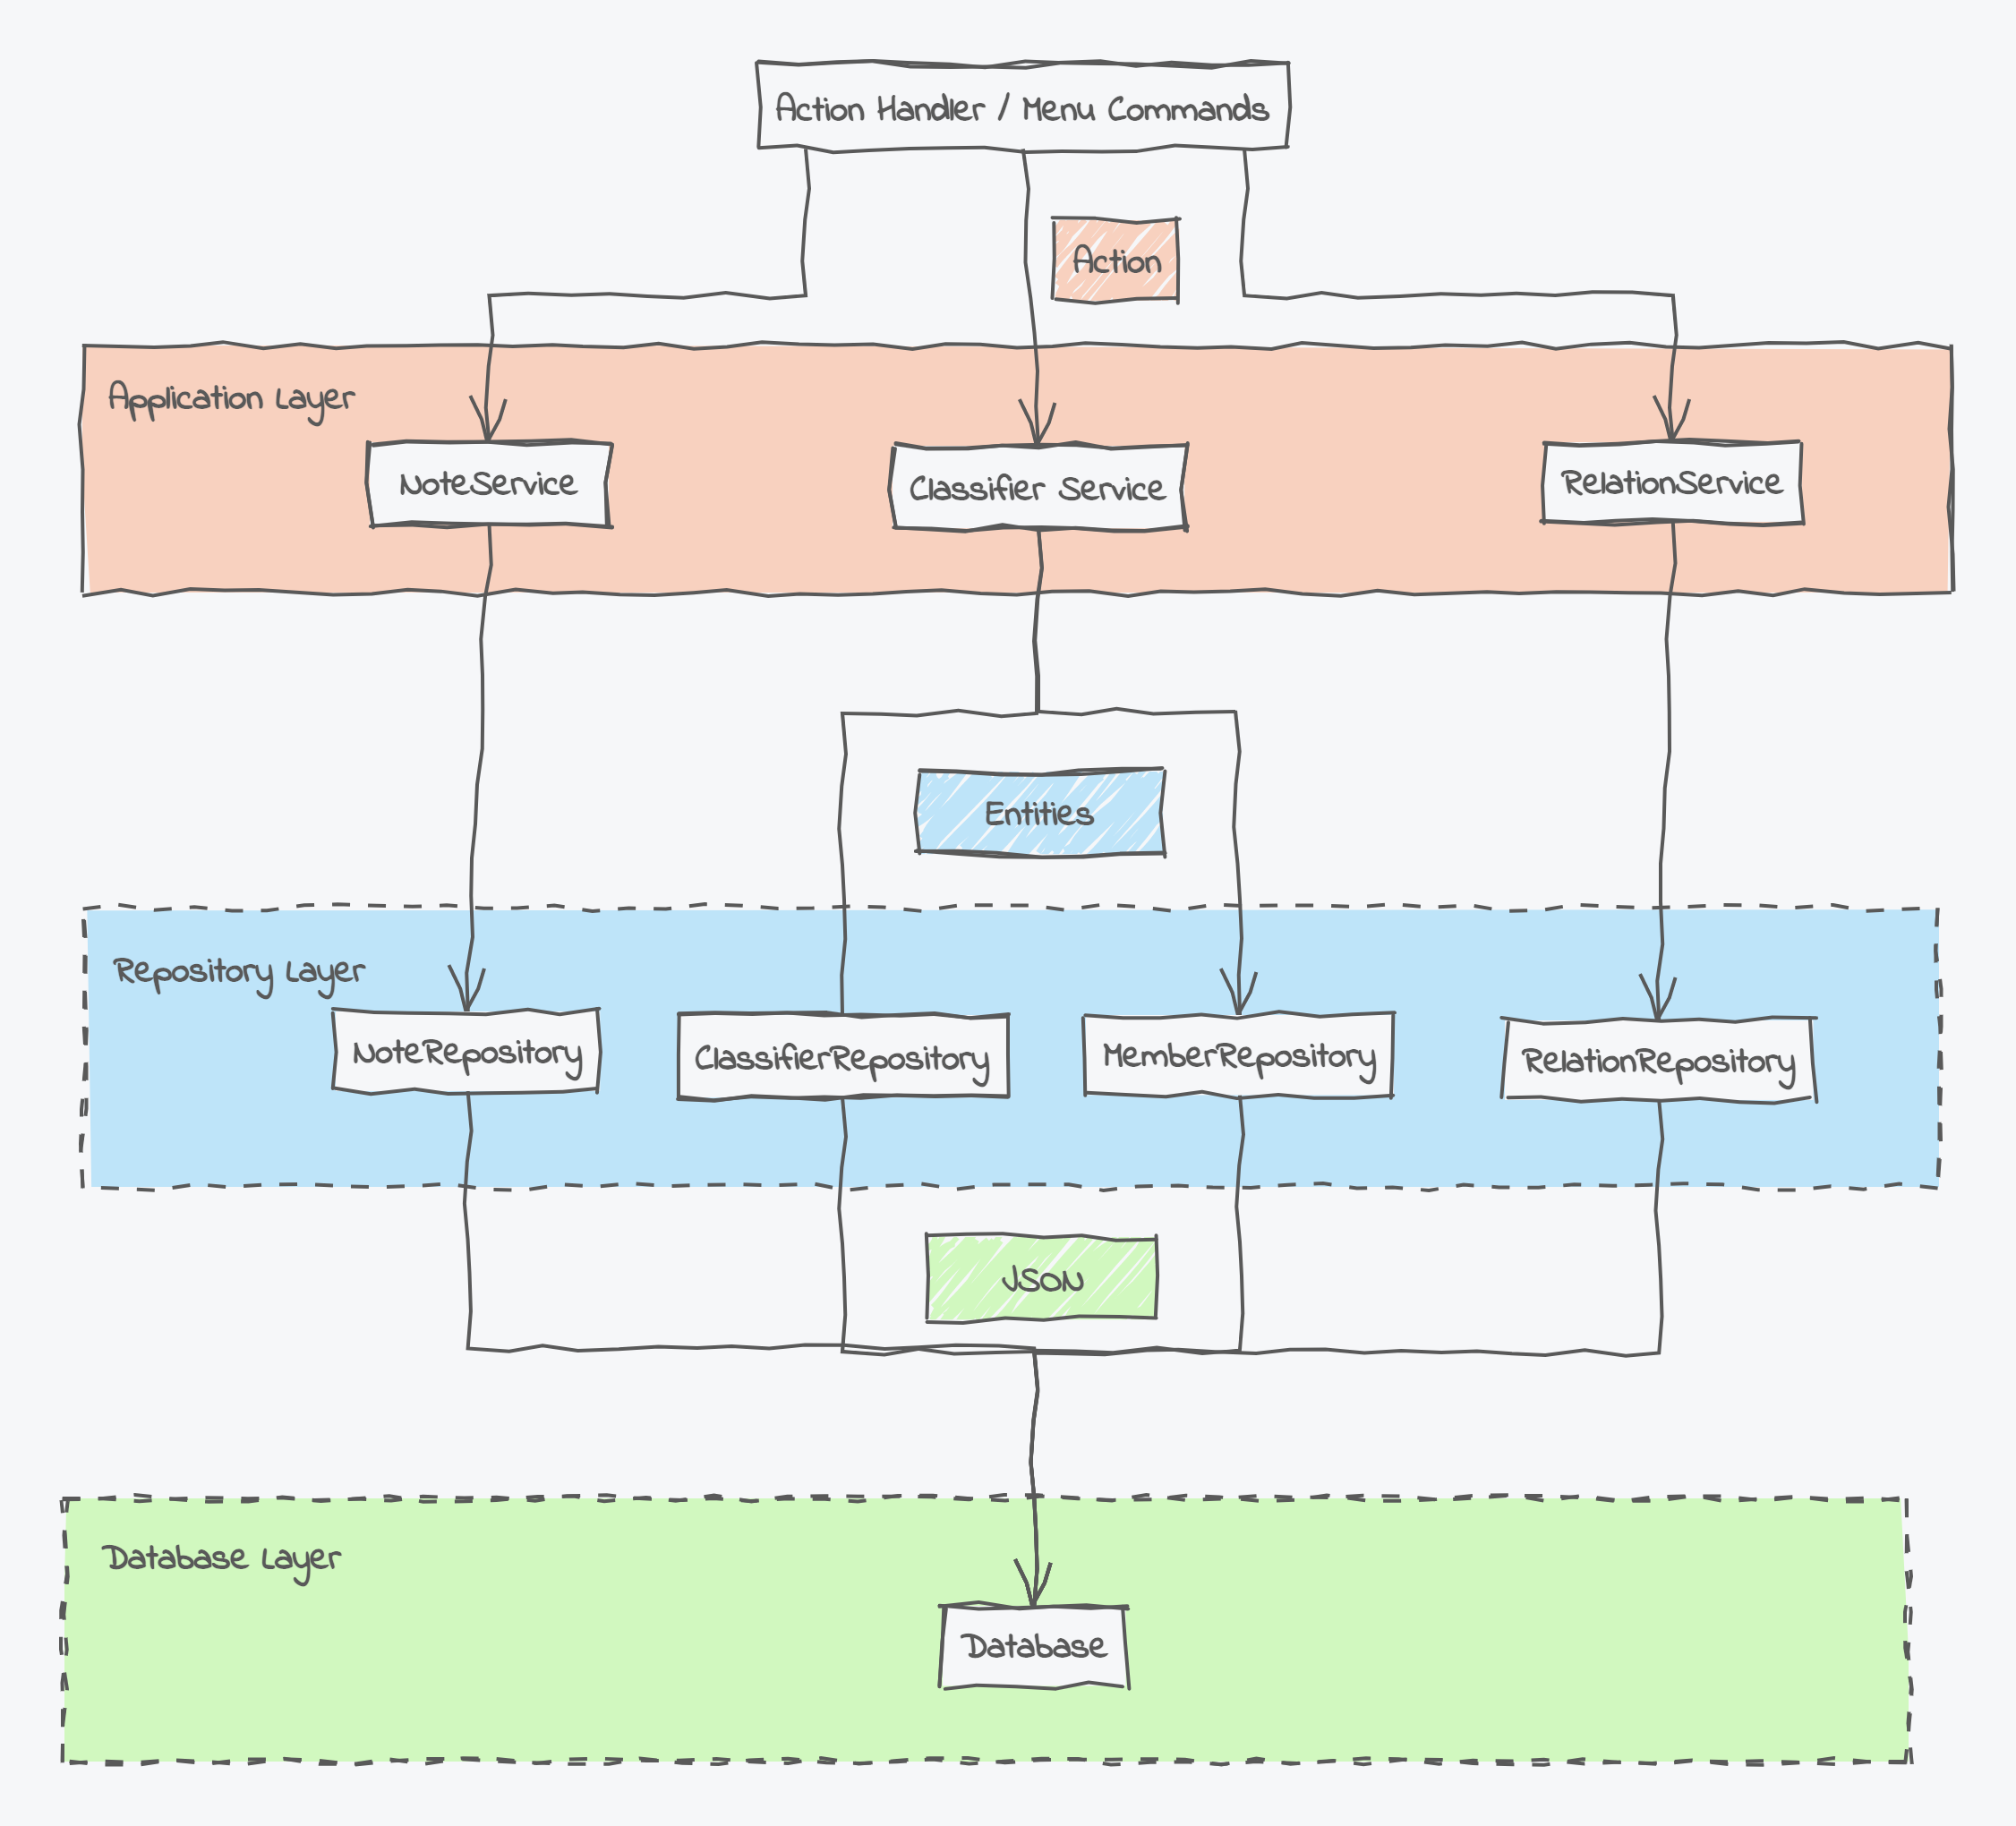 Action Handler / Menu Commands
Action
Application Layer
NoteService
Classifier Service
RelationService
Entities
Repository Layer
NoteRepository
ClassifierRepository
MemberRepository
RelationRepository
JSON
Database Layer
Database